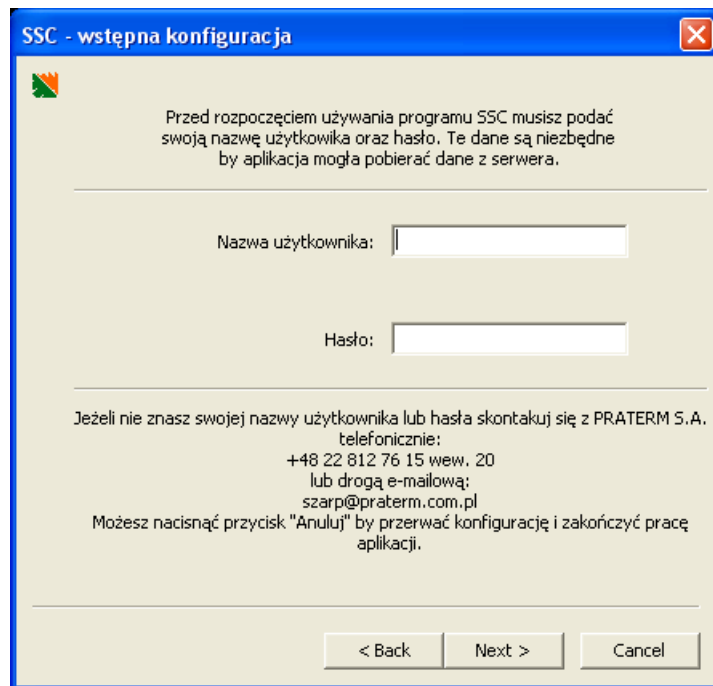 SSC - wstępna konfiguracja
Przed rozpoczęciem używania programu SSC musisz podać
swoją nazwę użytkowika oraz hasło. Te dane są niezbędne
by aplikacja mogła pobierać dane z serwera.
Nazwa użytkownika:
Hasło:
Jeżeli nie znasz swojej nazwy użytkownika lub hasła skontakuj się z PRATERM S.A.
telefonicznie:
+48 22 812 76 15 wew. 20
lub drogą e-mailową:
szarp@praterm.com.pl
Możesz nacisnąć przycisk "Anuluj" by przerwać konfigurację i zakończyć pracę
aplikacji.
< Back Next > Cancel